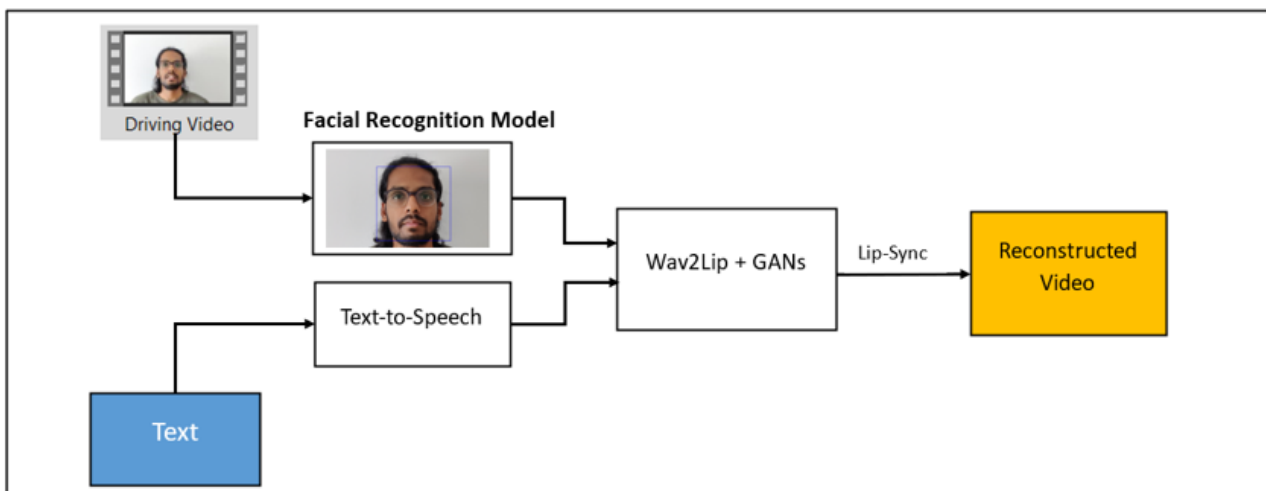 Driving Video
Facial Recognition Model
Text-to-Speech
Text
Wav2Lip + GANs
Lip-Sync
Reconstructed
Video